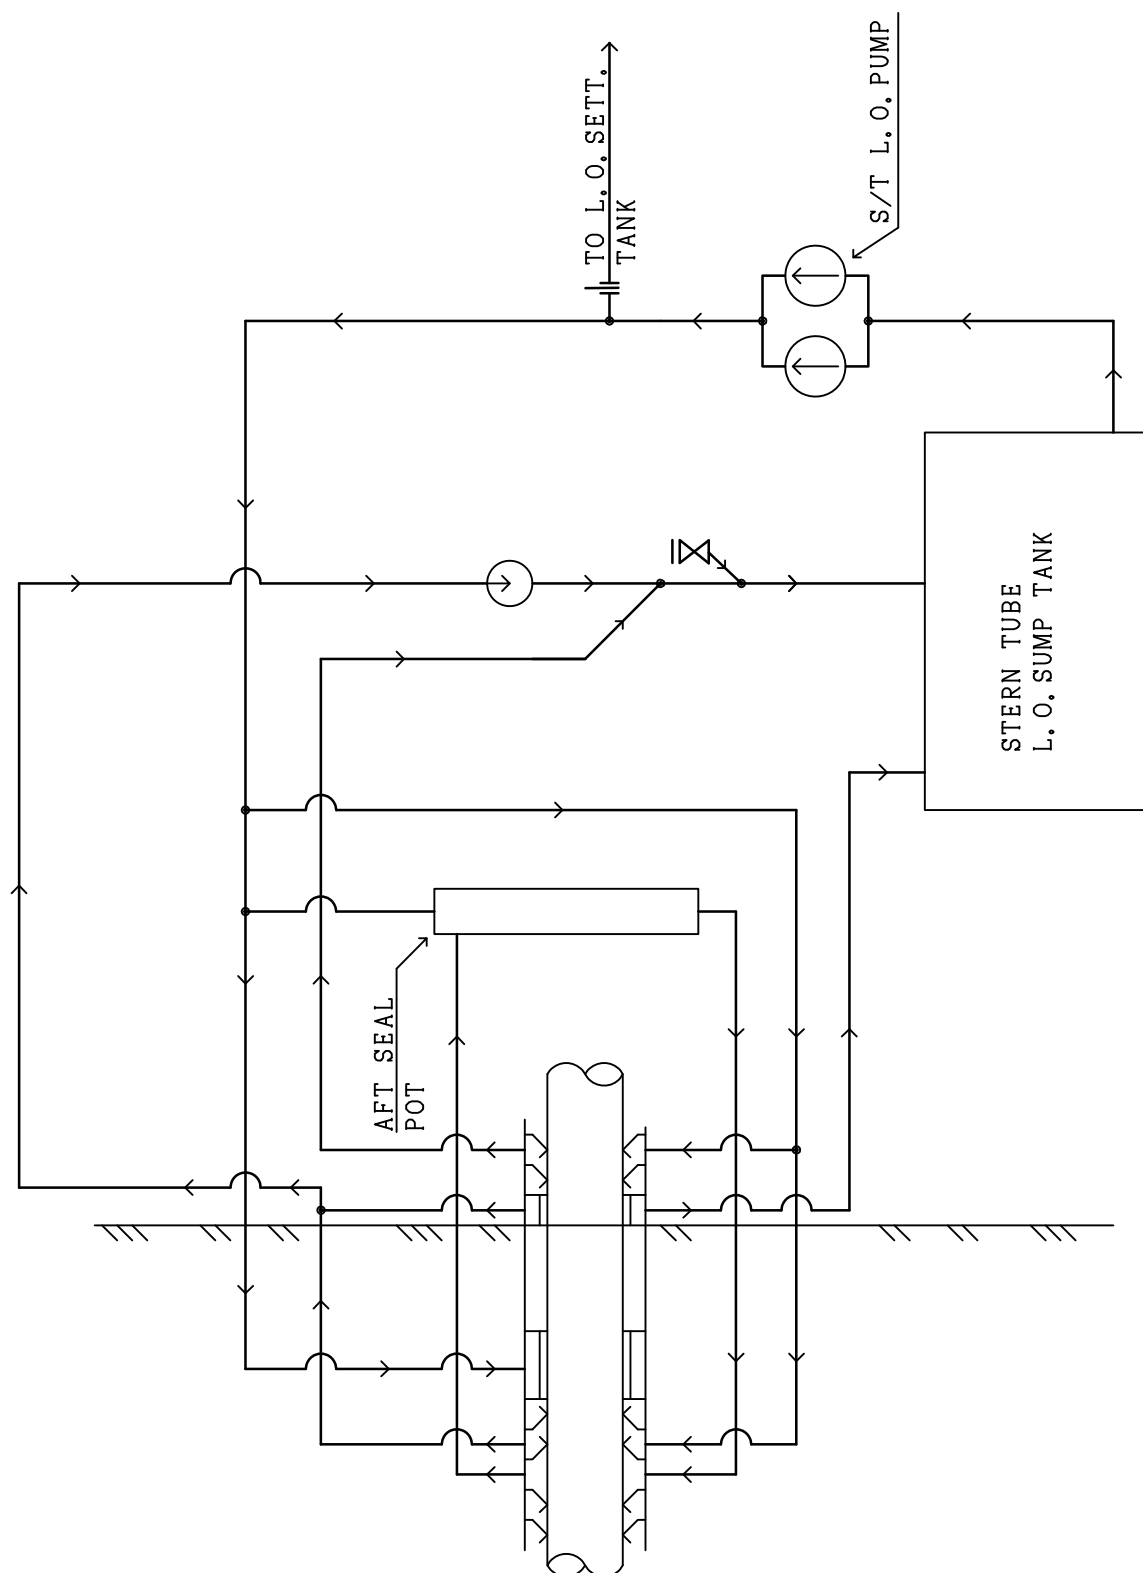 TO L.O.SETT.
TANK
S/T L.O.PUMP
STERN TUBE
L.O.SUMP TANK
AFT SEAL
POT